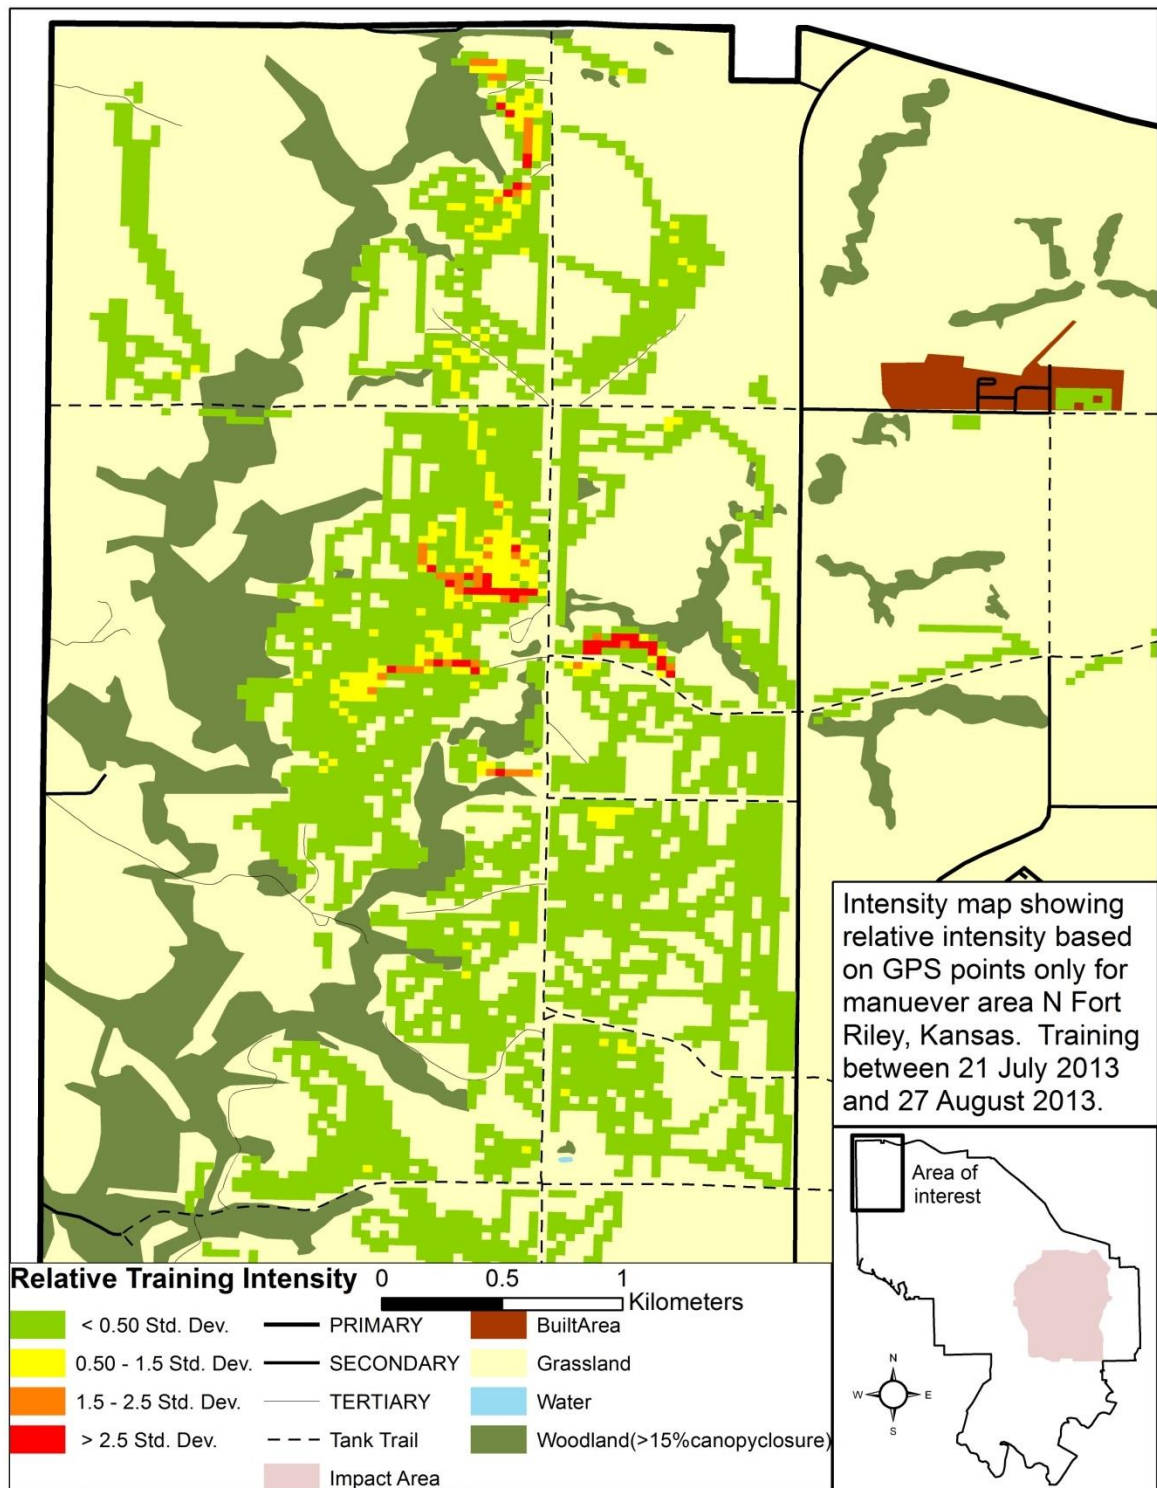 Intensity map showing
relative intensity based
on GPS points only for
manuever area N Fort
Riley, Kansas. Training
between 21 July 2013
and 27 August 2013.
Area of
interest
N
W
E
S
Relative Training Intensity
0 0.5 1
Kilometers
< 0.50 Std. Dev.
0.50 - 1.5 Std. Dev.
1.5 - 2.5 Std. Dev.
> 2.5 Std. Dev.
PRIMARY
SECONDARY
TERTIARY
Tank Trail
Impact Area
BuiltArea
Grassland
Water
Woodland(>15%canopyclosure)